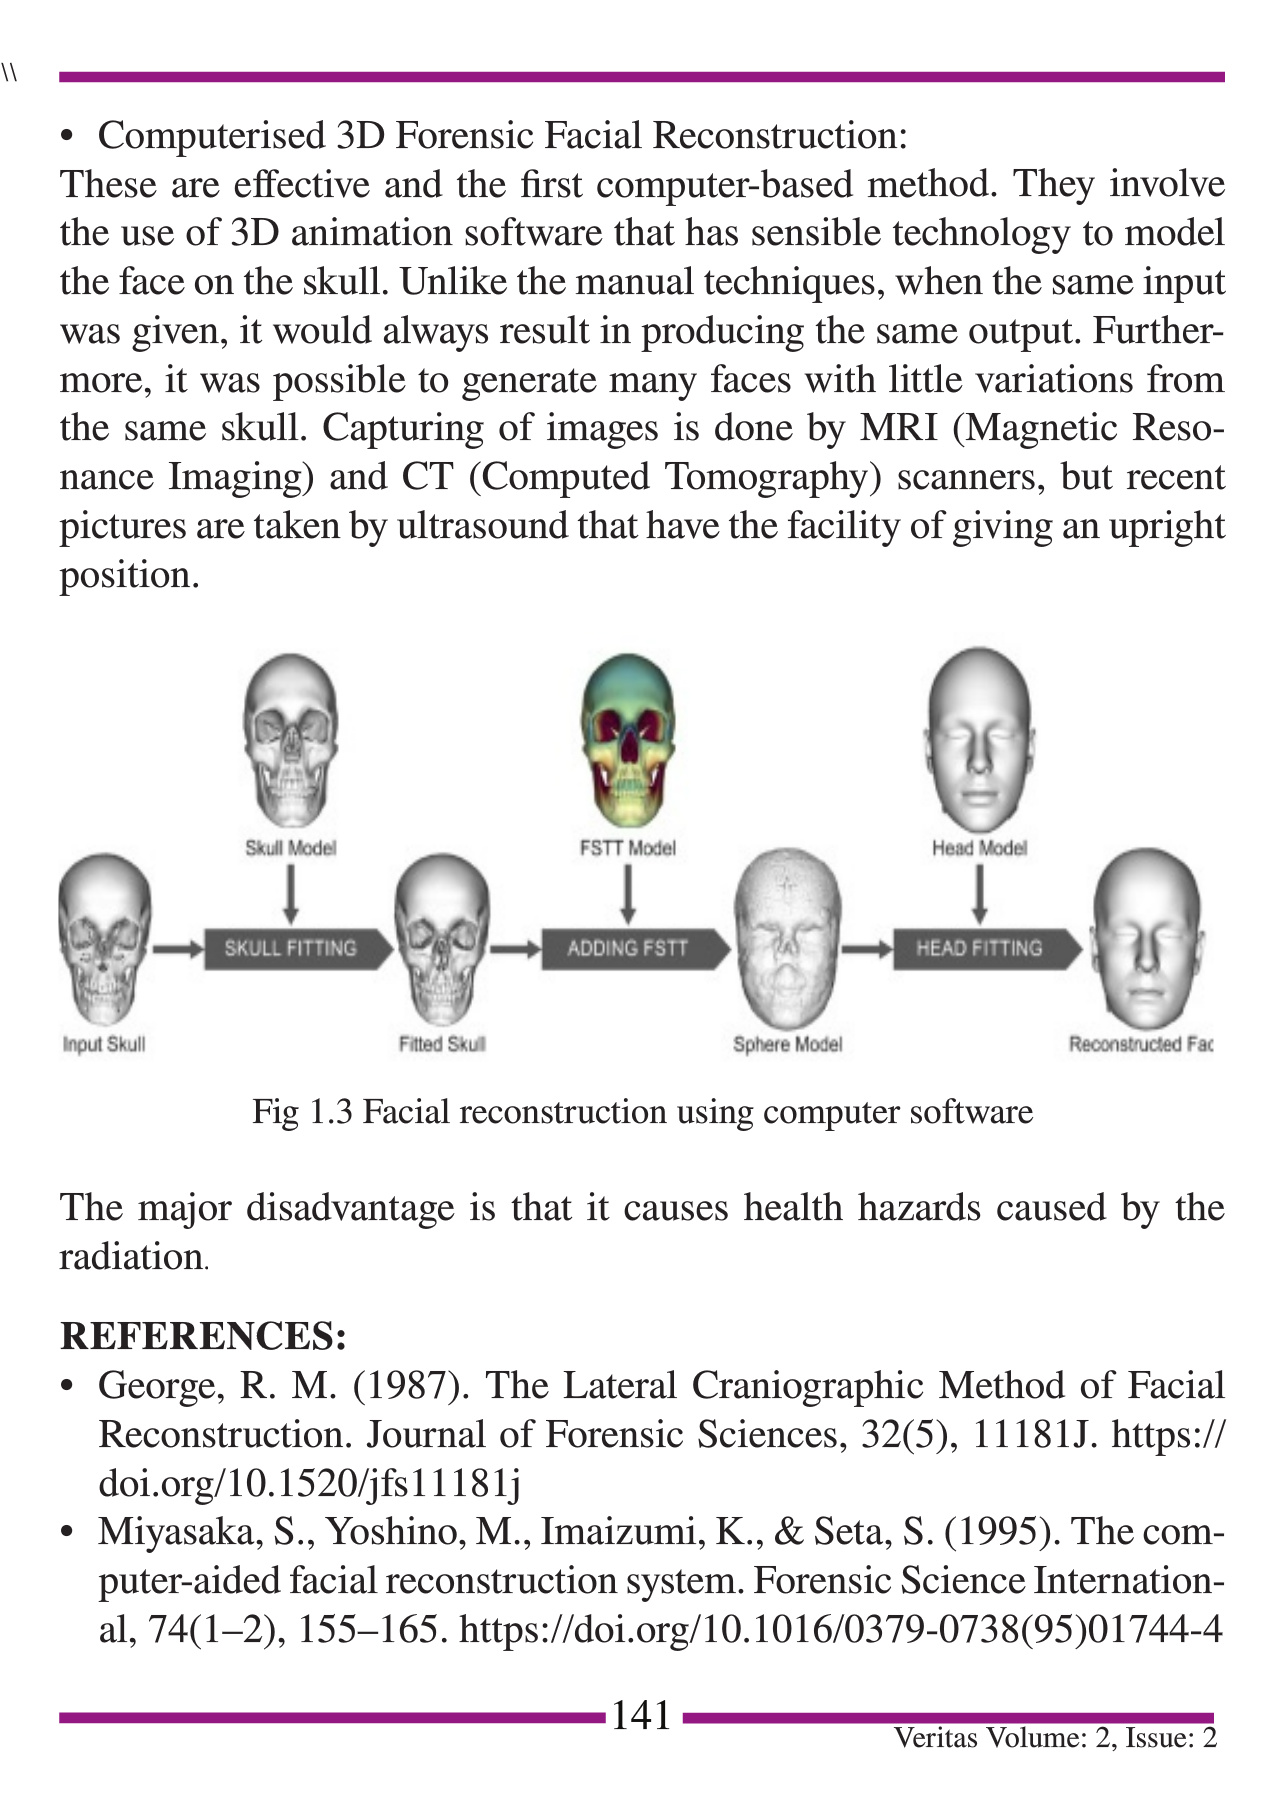 \\
• Computerised 3D Forensic Facial Reconstruction:
These are effective and the first computer-based method. They involve
the use of 3D animation software that has sensible technology to model
the face on the skull. Unlike the manual techniques, when the same input
was given, it would always result in producing the same output. Further-
more, it was possible to generate many faces with little variations from
the same skull. Capturing of images is done by MRI (Magnetic Reso-
nance Imaging) and CT (Computed Tomography) scanners, but recent
pictures are taken by ultrasound that have the facility of giving an upright
position.
Skull Model
FSTT Model
Head Model
SKULL FITTING
ADDING FSTT
HEAD FITTING
Input Skull
Fitted Skull
Sphere Model
Reconstructed Fac
Fig 1.3 Facial reconstruction using computer software
The major disadvantage is that it causes health hazards caused by the
radiation.
REFERENCES:
• George, R. M. (1987). The Lateral Craniographic Method of Facial
Reconstruction. Journal of Forensic Sciences, 32(5), 11181J. https://
doi.org/10.1520/jfs11181j
• Miyasaka, S., Yoshino, M., Imaizumi, K., & Seta, S. (1995). The com-
puter-aided facial reconstruction system. Forensic Science Internation-
al, 74(1–2), 155–165. https://doi.org/10.1016/0379-0738(95)01744-4
141
Veritas Volume: 2, Issue: 2